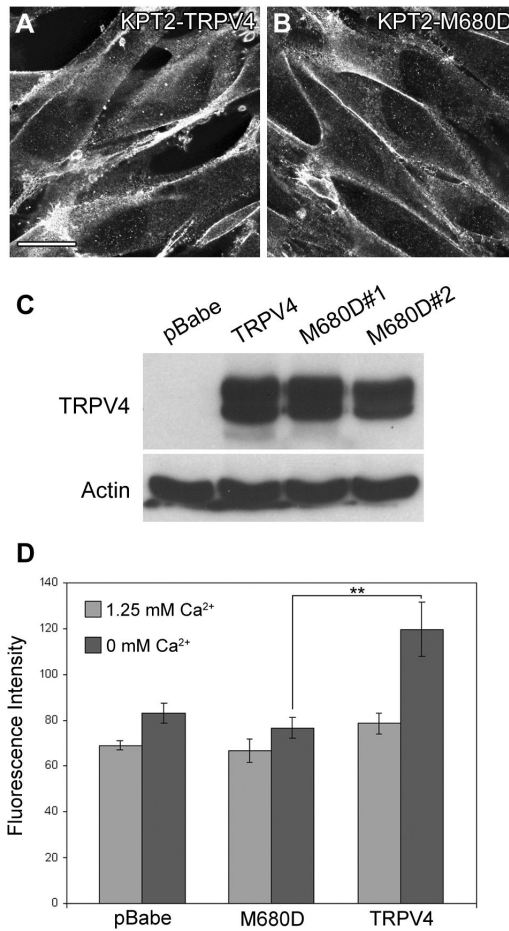 A KPT2-TRPV4
B KPT2-M680D
C
pBabe TRPV4 M680D#1 M680D#2
TRPV4
Actin
D
140
120
100
80
60
40
20
0
Fluorescence Intensity
1.25 mM Ca²⁺
0 mM Ca²⁺
**
pBabe M680D TRPV4